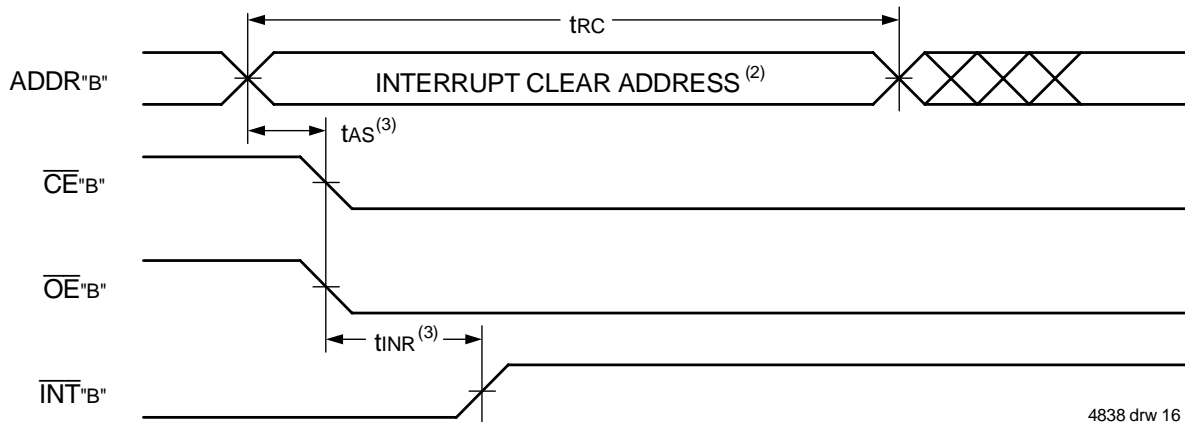 tRC
ADDR"B"
INTERRUPT CLEAR ADDRESS (2)
tAS(3)
CE"B"
OE"B"
tINR(3)
INT"B"
4838 drw 16